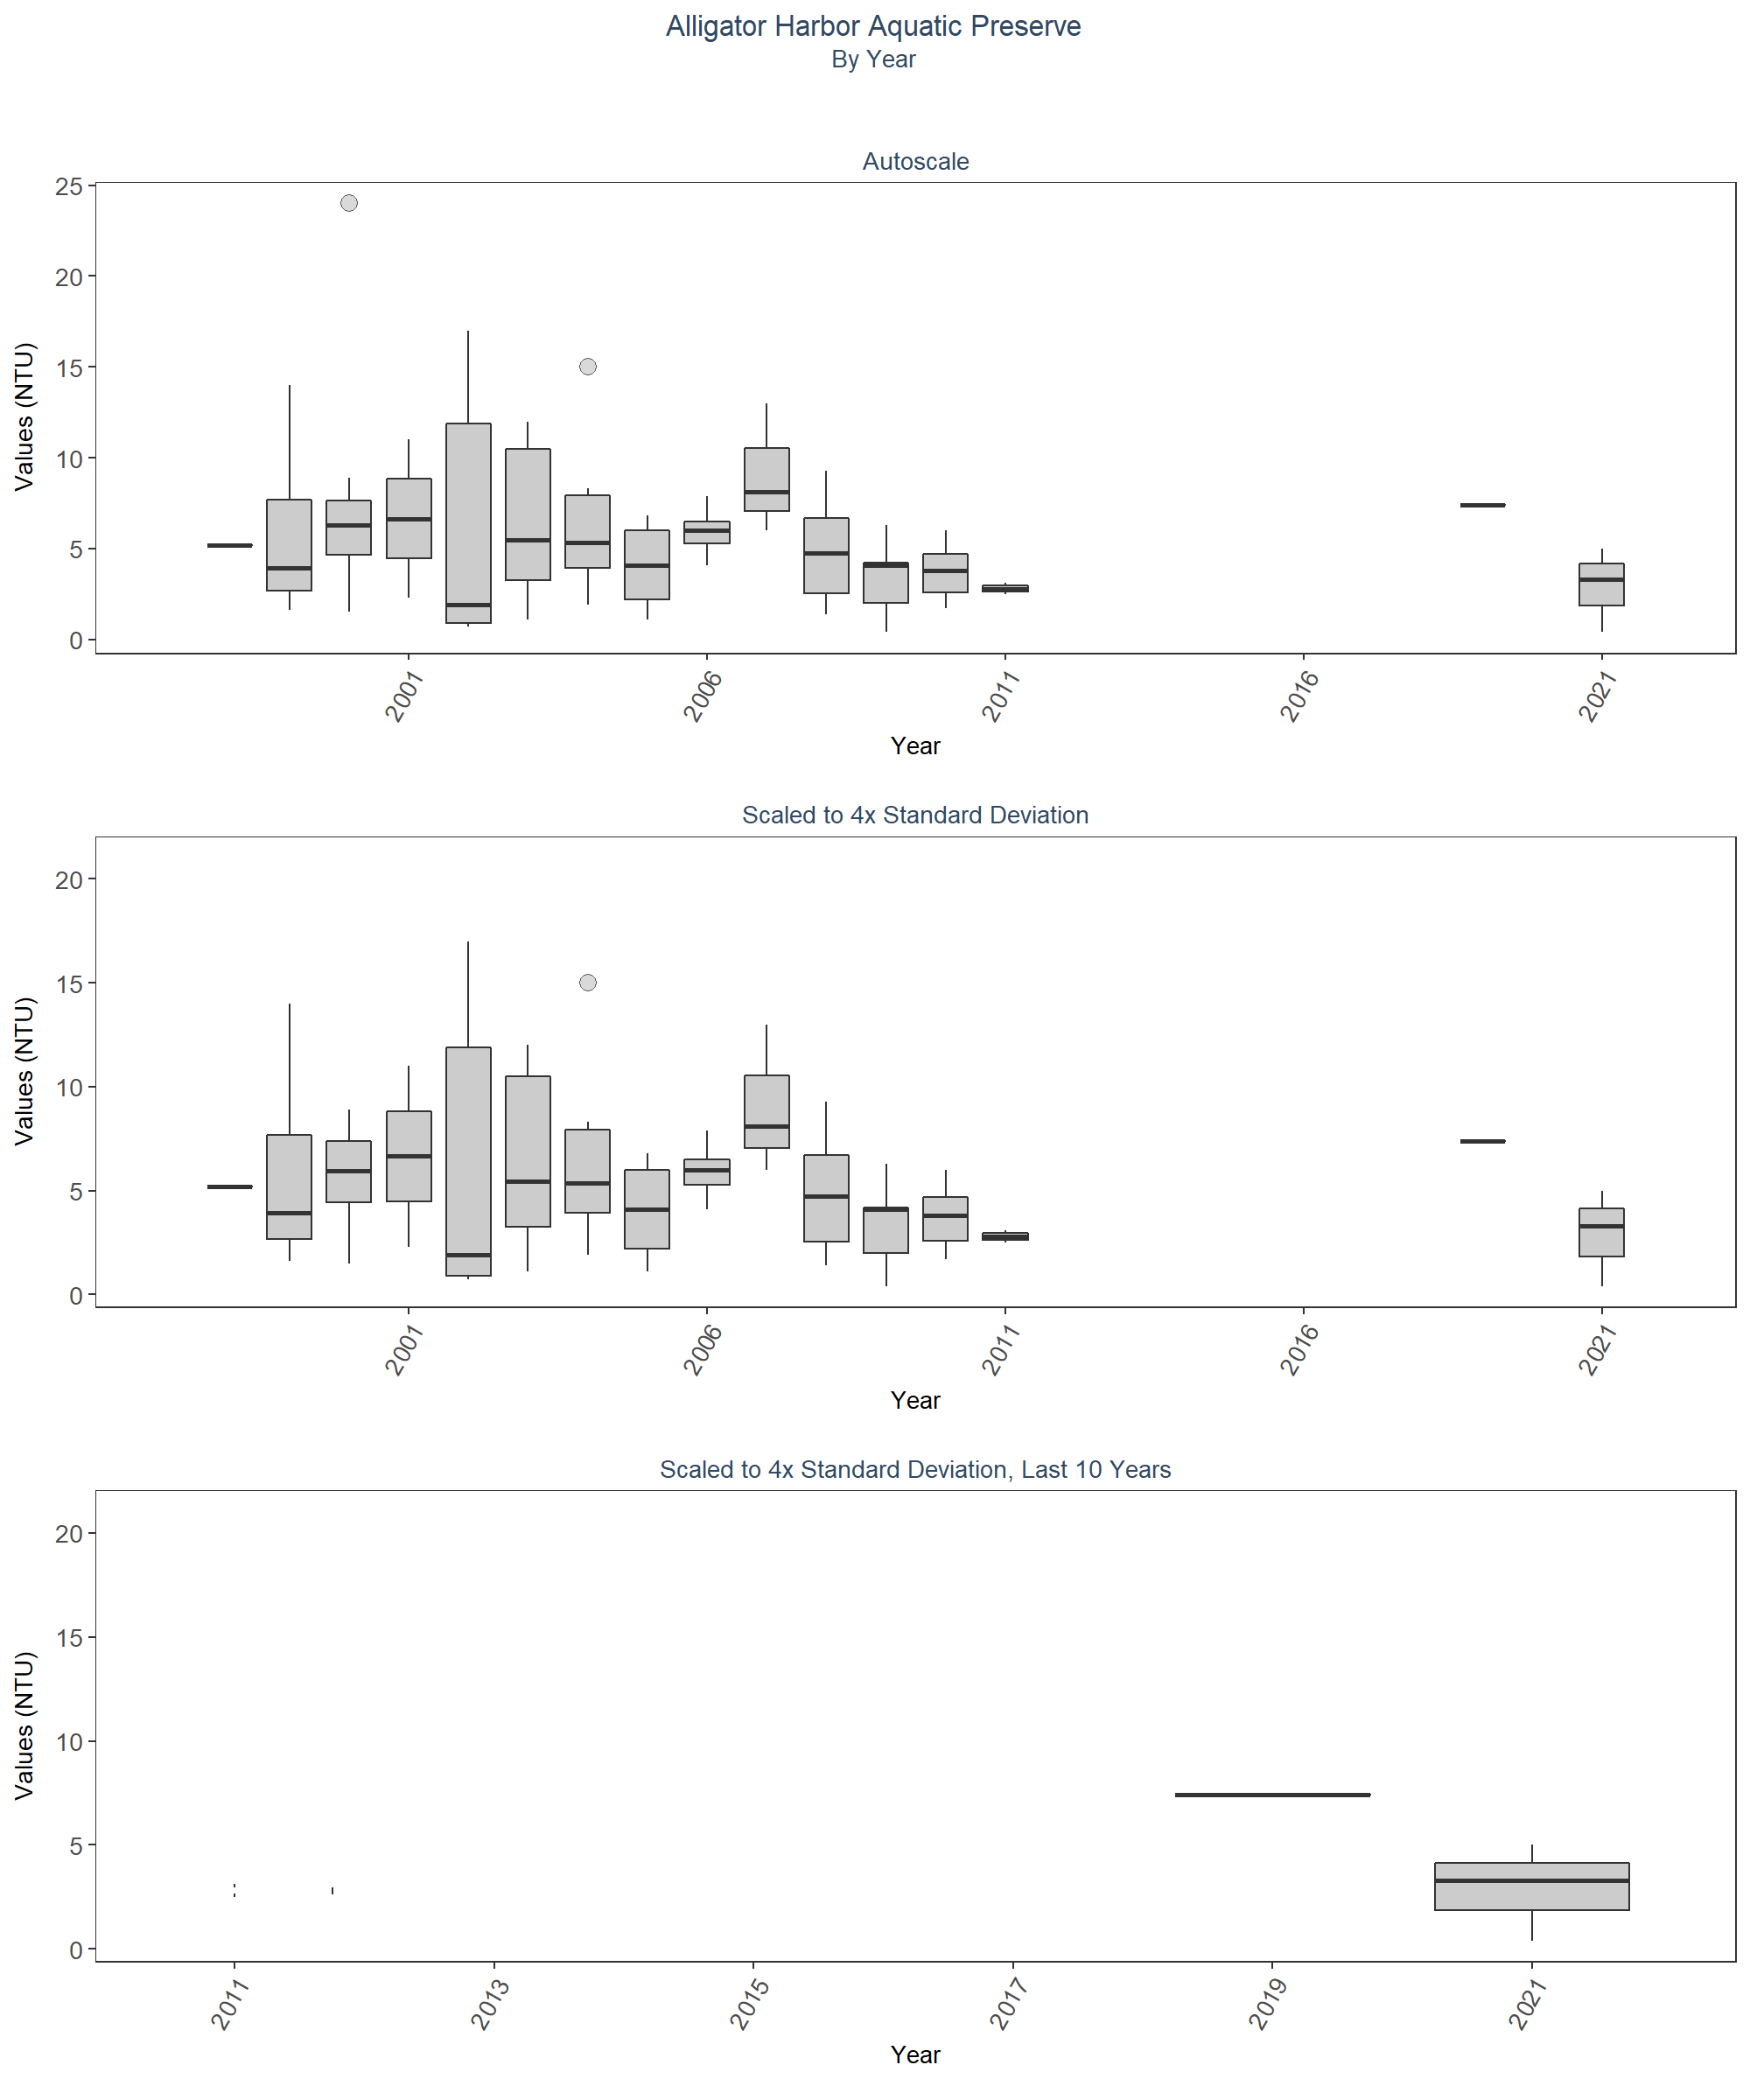 Alligator Harbor Aquatic Preserve
By Year
Autoscale
Values (NTU)
25
20
15
10
5
0
2001
2006
2011
2016
2021
Year
Scaled to 4x Standard Deviation
Values (NTU)
20
15
10
5
0
2001
2006
2011
2016
2021
Year
Scaled to 4x Standard Deviation, Last 10 Years
Values (NTU)
20
15
10
5
0
2011
2013
2015
2017
2019
2021
Year